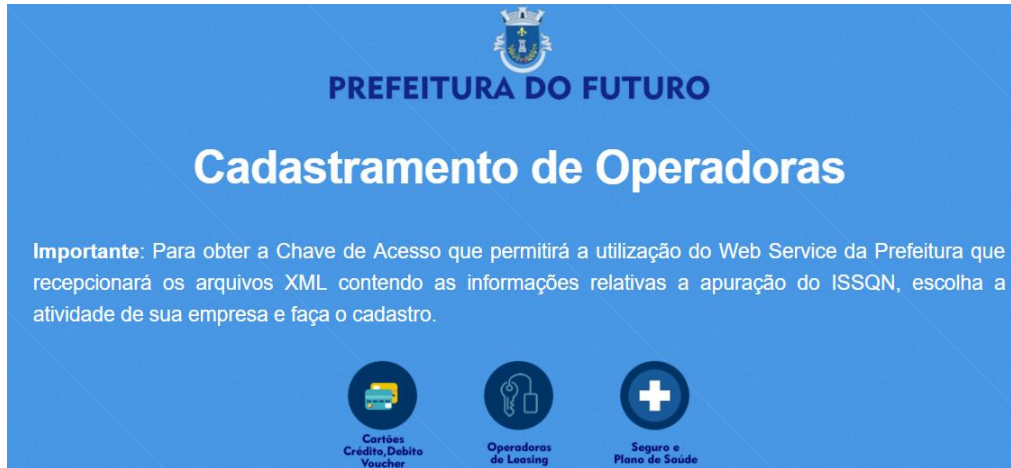 PREFEITURA DO FUTURO
Cadastramento de Operadoras
Importante: Para obter a Chave de Acesso que permitirá a utilização do Web Service da Prefeitura que
recepcionará os arquivos XML contendo as informações relativas a apuração do ISSQN, escolha a
atividade de sua empresa e faça o cadastro.
Cartões
Crédito,Debito
Voucher
Operadoras
de Leasing
Seguro e
Plano de Saúde